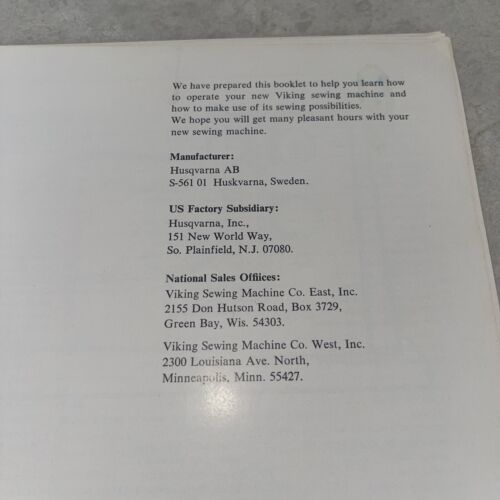 We have prepared this booklet to help you learn how
to operate your new Viking sewing machine and
how to make use of its sewing possibilities.
We hope you will get many pleasant hours with your
new sewing machine.
Manufacturer:
Husqvarna AB
S-561 01 Huskvarna, Sweden.
US Factory Subsidiary:
Husqvarna, Inc.,
151 New World Way,
So. Plainfield, N.J. 07080.
National Sales Offices:
Viking Sewing Machine Co. East, Inc.
2155 Don Hutson Road, Box 3729,
Green Bay, Wis. 54303.
Viking Sewing Machine Co. West, Inc.
2300 Louisiana Ave. North,
Minneapolis, Minn. 55427.